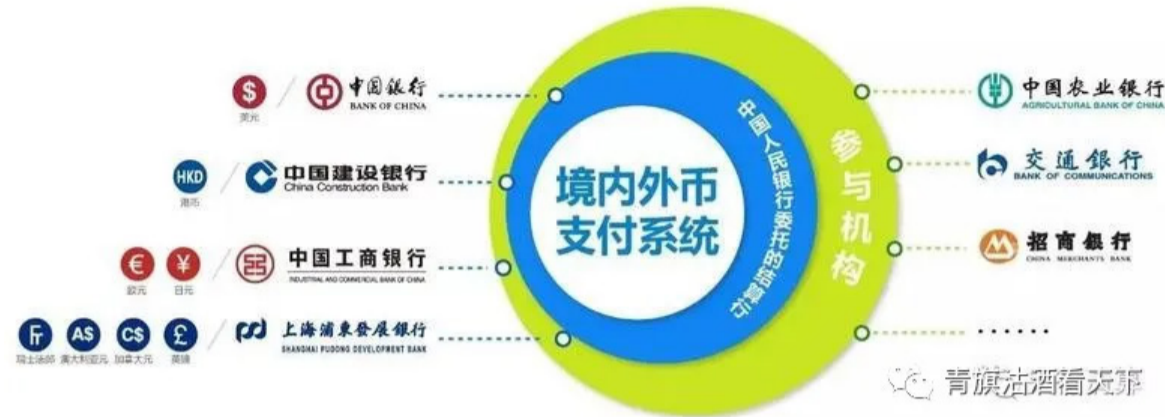 $
美元
中国银行
BANK OF CHINA
HKD
港币
中国建设银行
China Construction Bank
€
欧元
¥
日元
中国工商银行
INDUSTRIAL AND COMMERCIAL BANK OF CHINA
瑞士法郎
A$
澳大利亚元
C$
加拿大元
£
英镑
上海浦東發展銀行
SHANGHAI PUDONG DEVELOPMENT BANK
境内外币
支付系统
中国人民银行委托的结算行
参与机构
中国农业银行
AGRICULTURAL BANK OF CHINA
交通銀行
BANK OF COMMUNICATIONS
招商银行
CHINA MERCHANTS BANK
······
青旗沽酒看天下